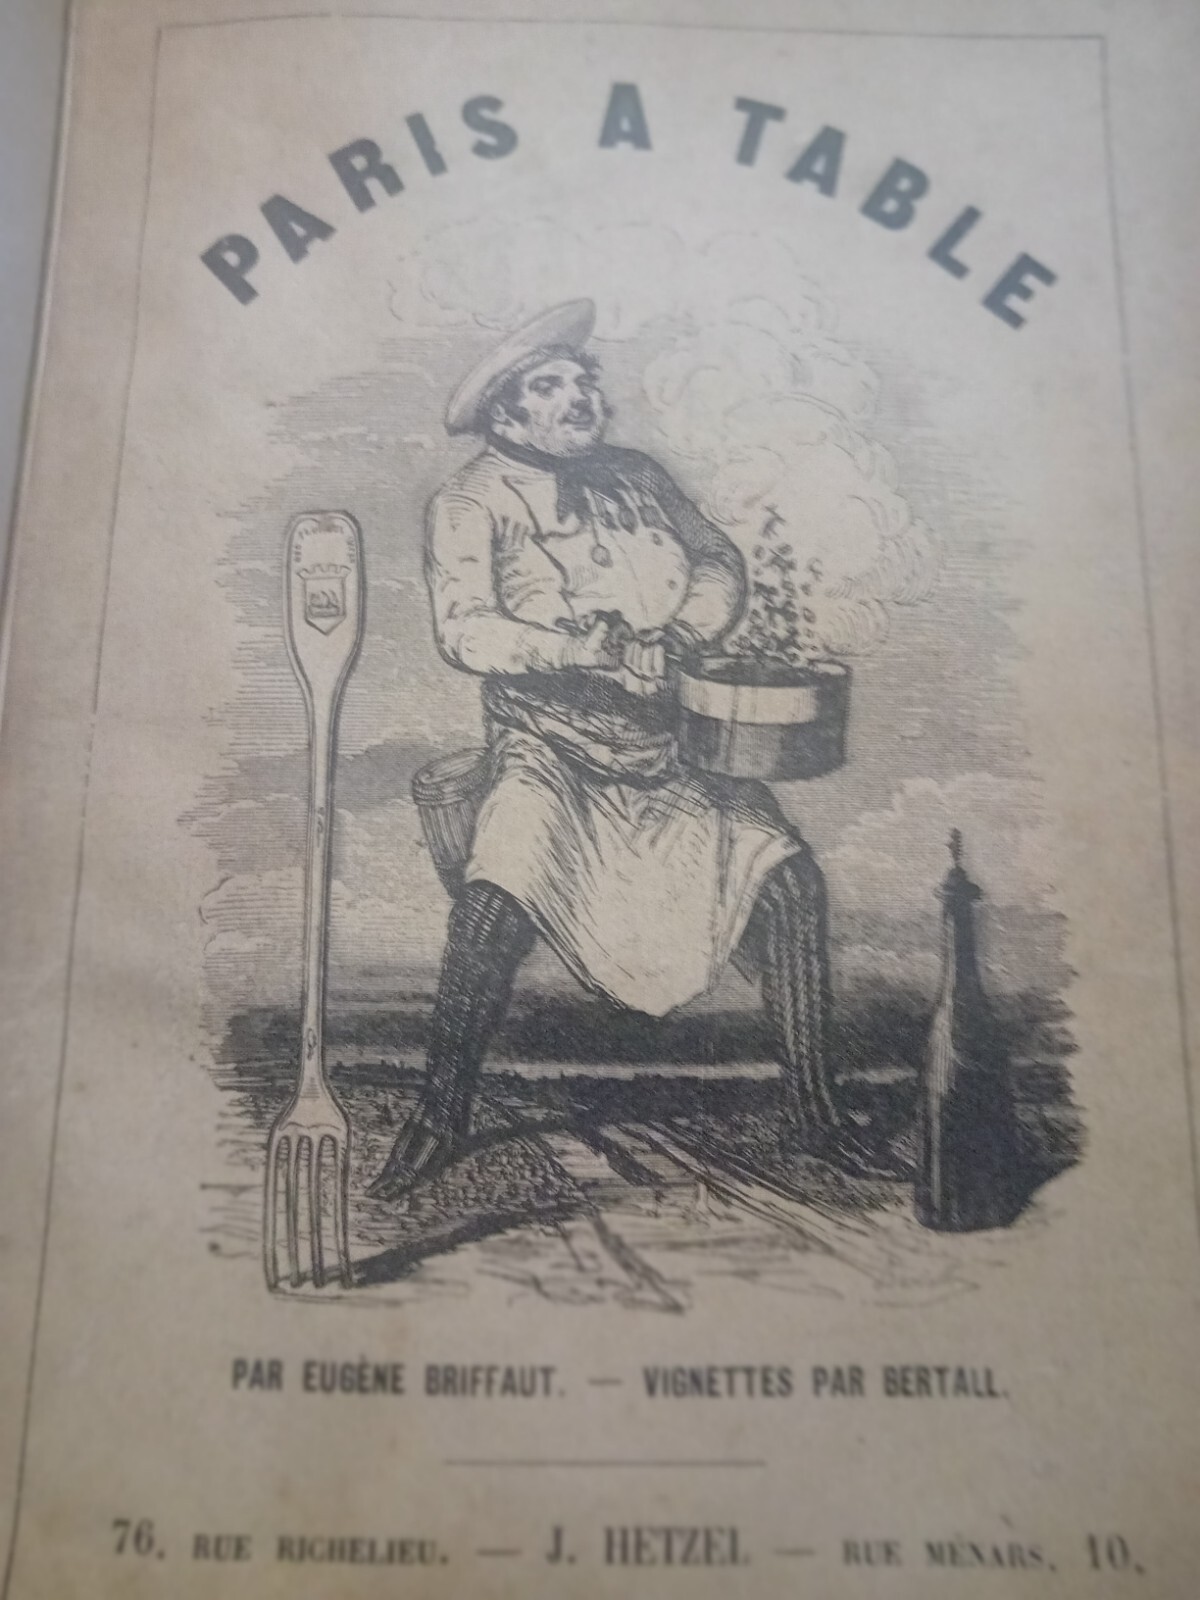 PARIS A TABLE
PAR EUGÈNE BRIFFAUT. — VIGNETTES PAR BERTALL.
76. RUE RICHELIEU. — J. HETZEL — RUE MÉNARS. 10.